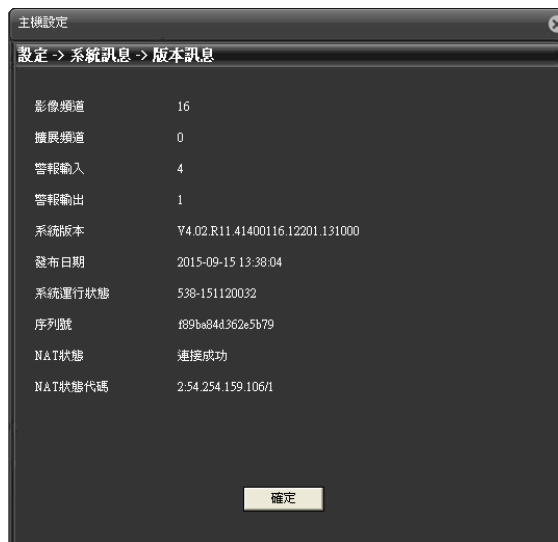 主機設定
設定 -> 系統訊息 -> 版本訊息
影像頻道 16
擴展頻道 0
警報輸入 4
警報輸出 1
系統版本 V4.02.R11.41400116.12201.131000
發布日期 2015-09-15 13:38:04
系統運行狀態 538-151120032
序列號 f89ba84d362e5b79
NAT狀態 連接成功
NAT狀態代碼 2:54.254.159.106/1
確定